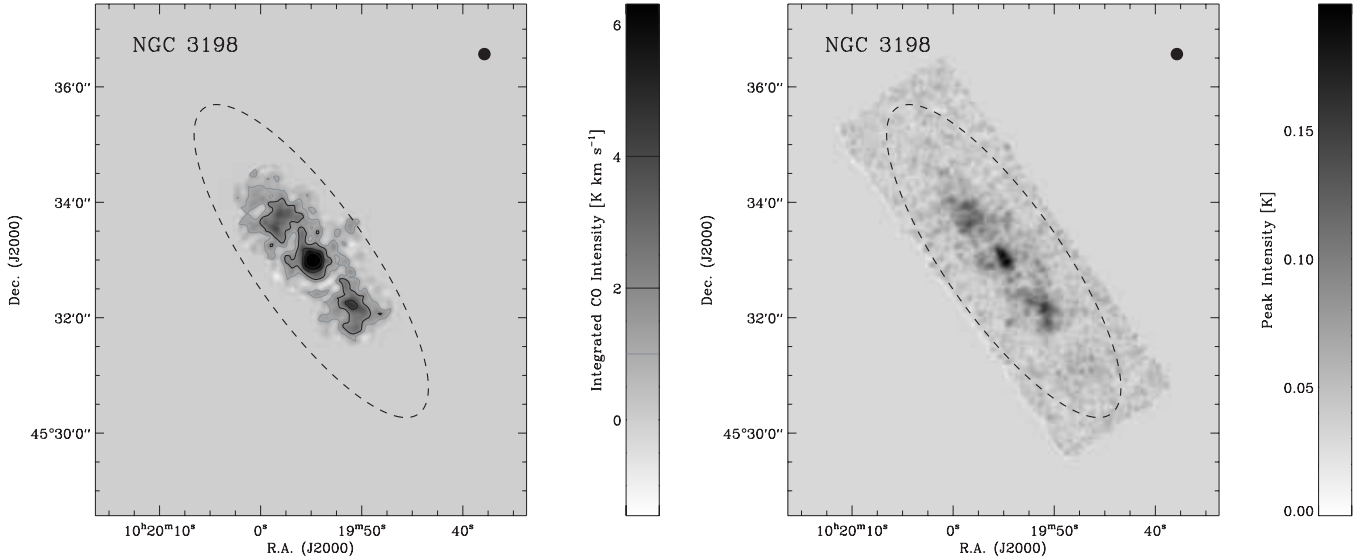 NGC 3198
36'0''
34'0''
32'0''
45°30'0''
Dec. (J2000)
10ʰ20ᵐ10ˢ 0ˢ 19ᵐ50ˢ 40ˢ
R.A. (J2000)
6
4
2
0
Integrated CO Intensity [K km s⁻¹]
NGC 3198
36'0''
34'0''
32'0''
45°30'0''
Dec. (J2000)
10ʰ20ᵐ10ˢ 0ˢ 19ᵐ50ˢ 40ˢ
R.A. (J2000)
0.15
0.10
0.05
0.00
Peak Intensity [K]